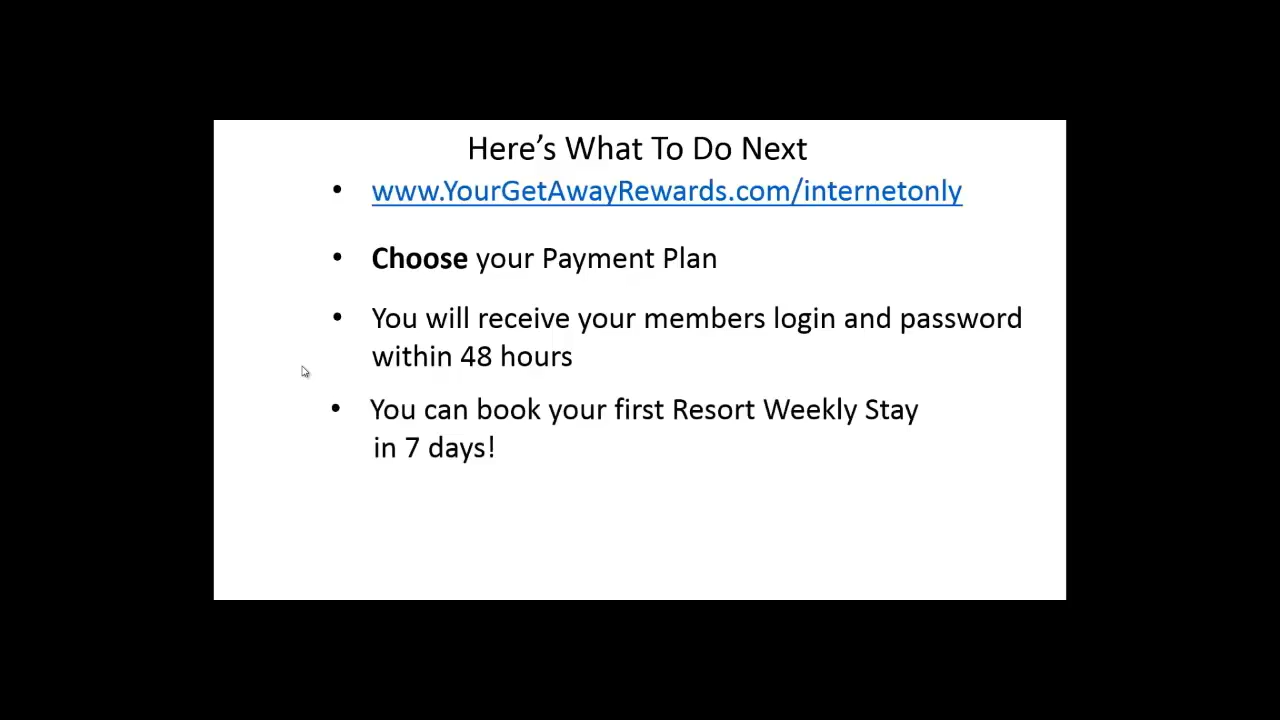 Here's What To Do Next
• www.YourGetAwayRewards.com/internetonly
• Choose your Payment Plan
• You will receive your members login and password
within 48 hours
• You can book your first Resort Weekly Stay
in 7 days!